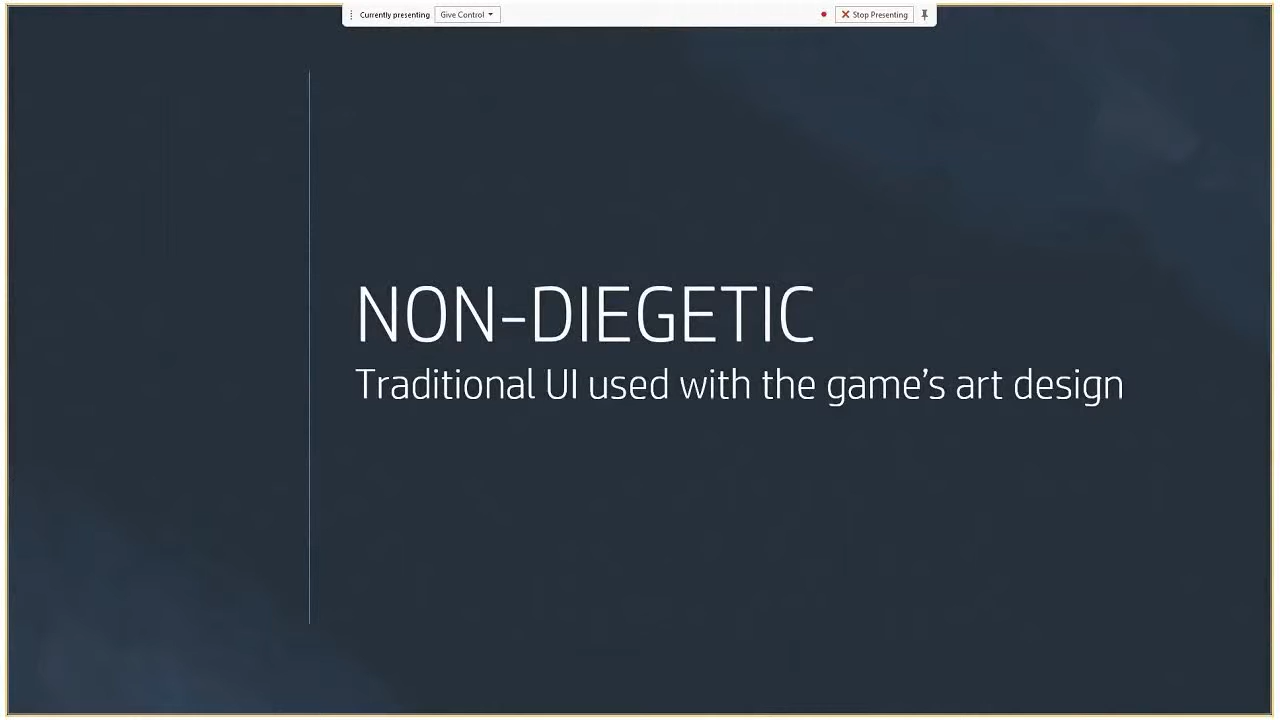 Currently presenting Give Control Stop Presenting
NON-DIEGETIC
Traditional UI used with the game's art design